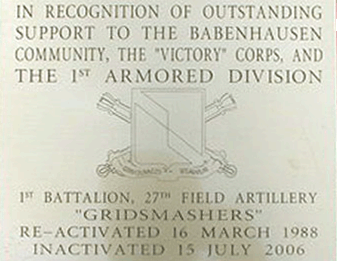 IN RECOGNITION OF OUTSTANDING
SUPPORT TO THE BABENHAUSEN
COMMUNITY, THE "VICTORY" CORPS, AND
THE 1ST ARMORED DIVISION
1ST BATTALION, 27TH FIELD ARTILLERY
"GRIDSMASHERS"
RE-ACTIVATED 16 MARCH 1988
INACTIVATED 15 JULY 2006